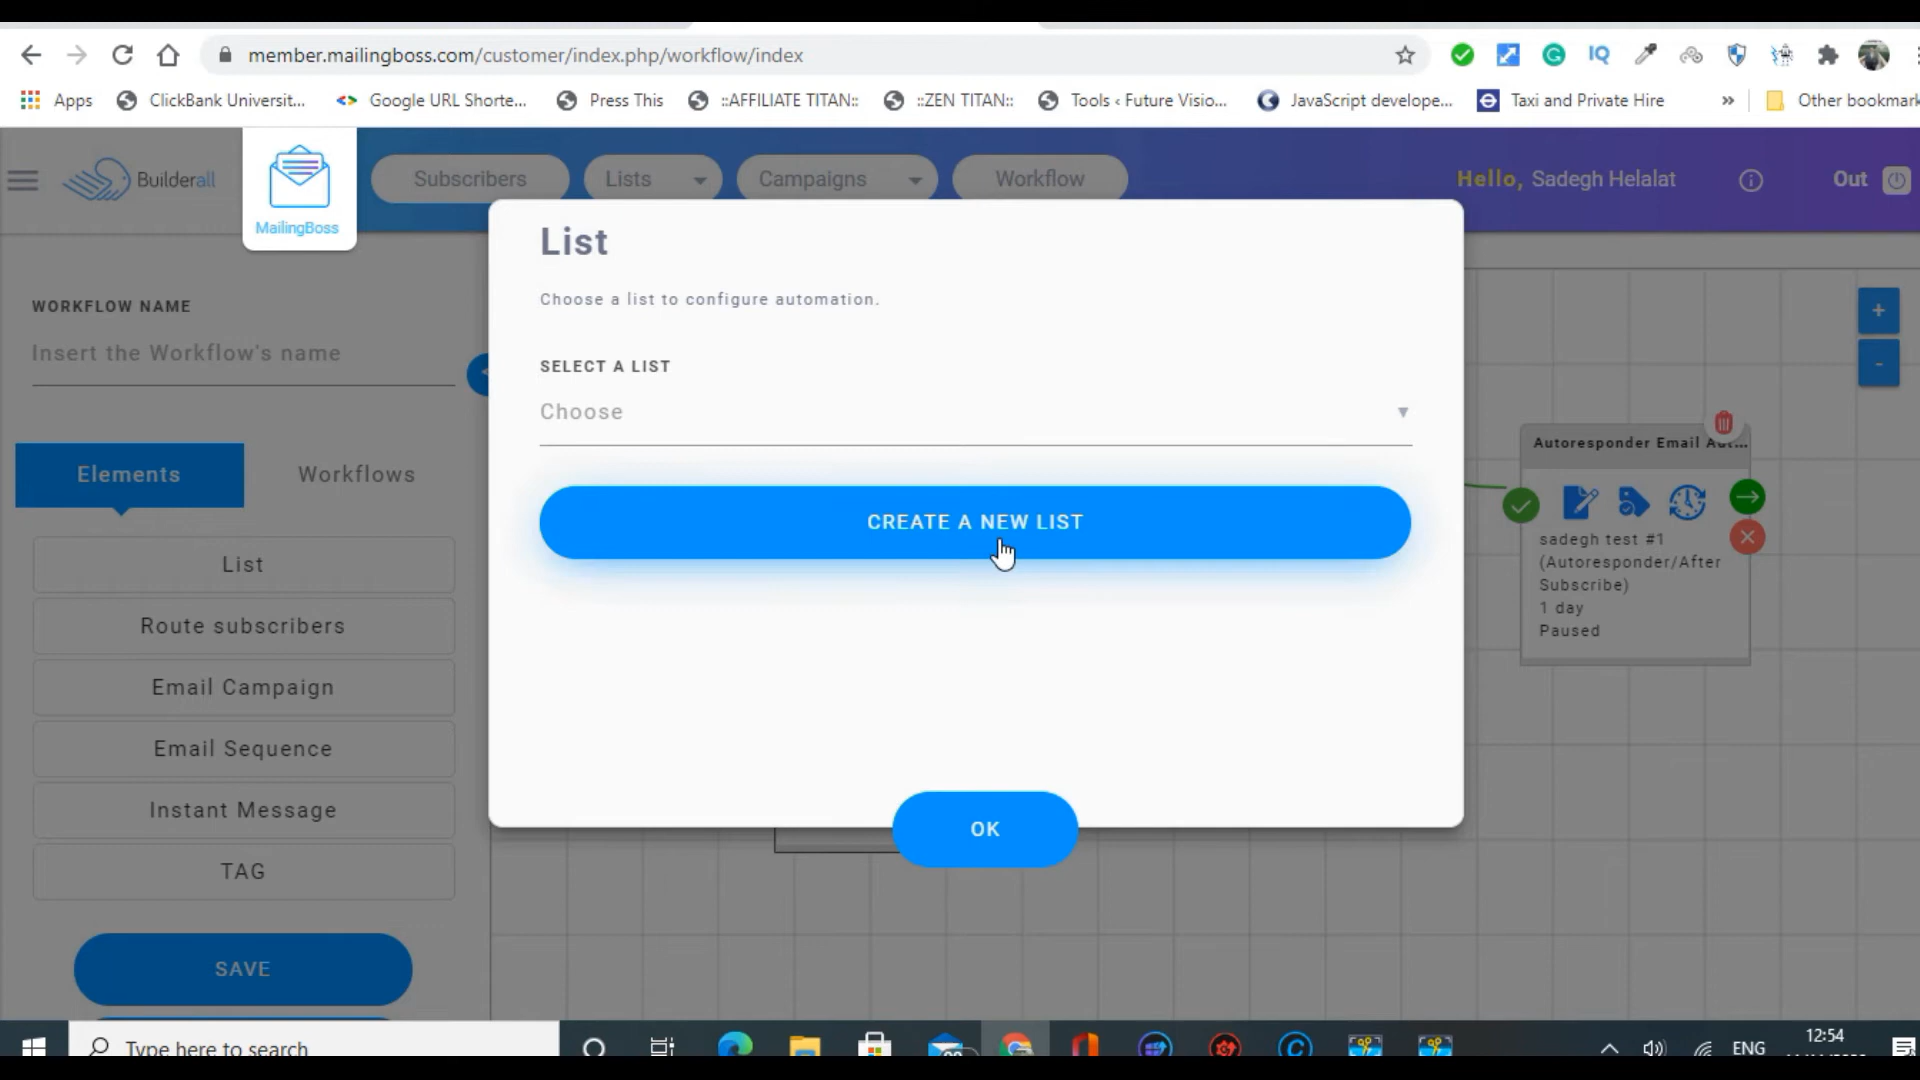 member.mailingboss.com/customer/index.php/workflow/index
IQ
Apps ClickBank Universit... Google URL Shorte... Press This ::AFFILIATE TITAN:: ::ZEN TITAN:: Tools ‹ Future Visio... JavaScript develope... Taxi and Private Hire » Other bookmark
Builderall
MailingBoss
Subscribers Lists Campaigns Workflow
Hello, Sadegh Helalat Out
WORKFLOW NAME
Insert the Workflow's name
Elements Workflows
List
Route subscribers
Email Campaign
Email Sequence
Instant Message
TAG
SAVE
List
Choose a list to configure automation.
SELECT A LIST
Choose
CREATE A NEW LIST
OK
+
-
Autoresponder Email Aut...
sadegh test #1
(Autoresponder/After
Subscribe)
1 day
Paused
Type here to search
ENG
12:54